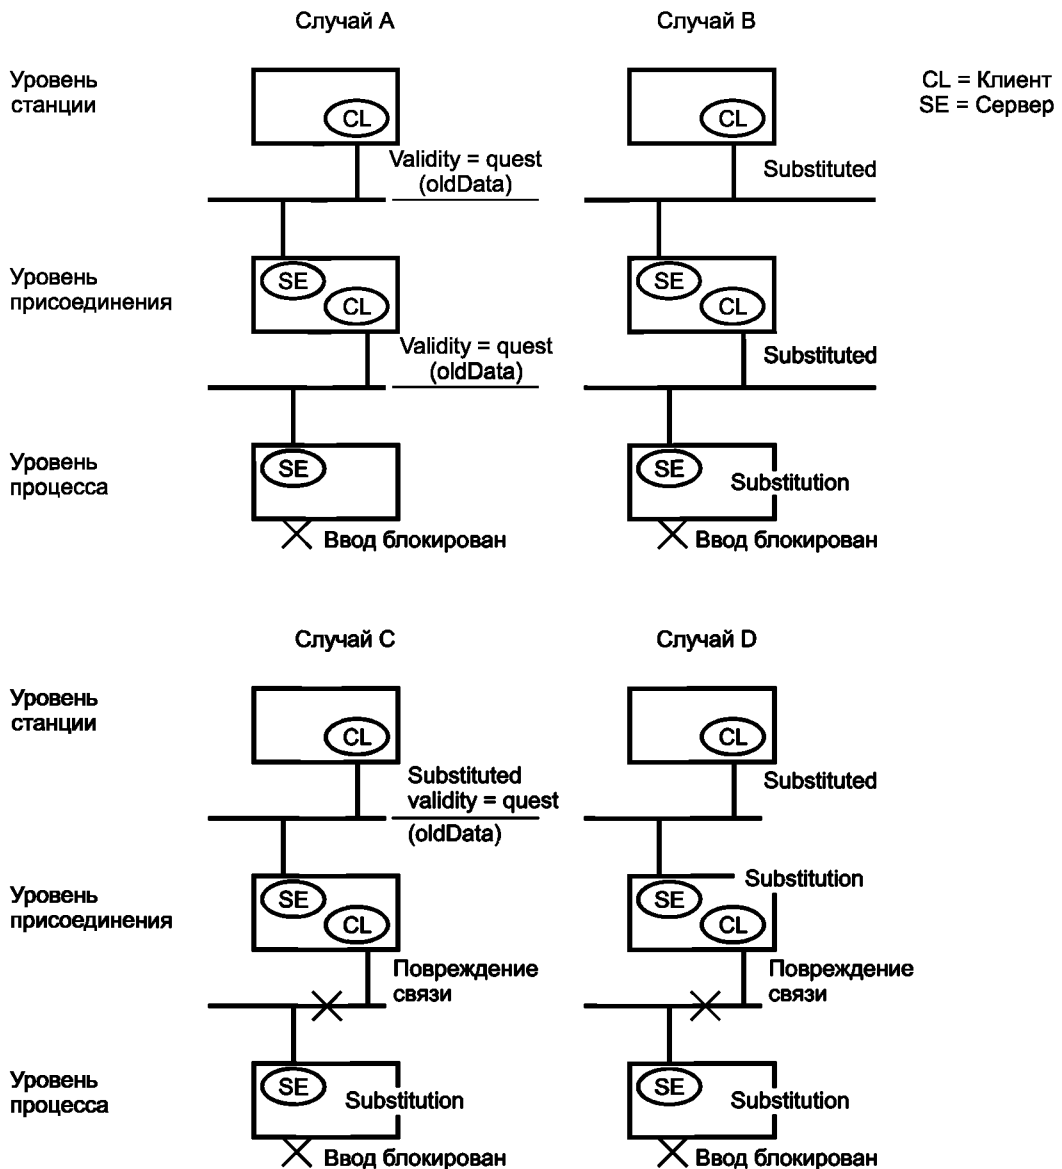 Случай A
Случай B
Уровень
станции
CL
CL
CL = Клиент
SE = Сервер
Validity = quest
(oldData)
Substituted
Уровень
присоединения
SE
CL
SE
CL
Validity = quest
(oldData)
Substituted
Уровень
процесса
SE
SE
Substitution
Ввод блокирован
Ввод блокирован
Случай C
Случай D
Уровень
станции
CL
CL
Substituted
validity = quest
(oldData)
Substituted
Уровень
присоединения
SE
CL
Substitution
SE
CL
Повреждение
связи
Повреждение
связи
Уровень
процесса
SE
Substitution
SE
Substitution
Ввод блокирован
Ввод блокирован